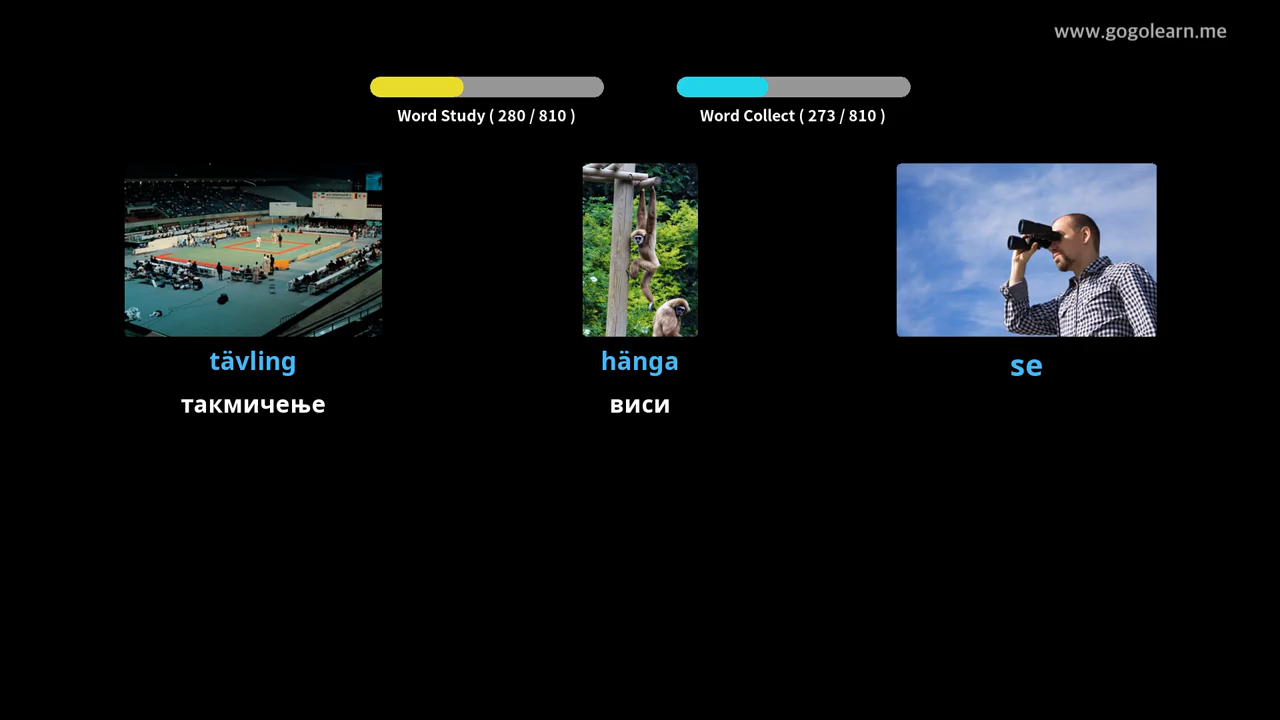 www.gogolearn.me
Word Study ( 280 / 810 )
Word Collect ( 273 / 810 )
tävling
hänga
se
такмичење
виси